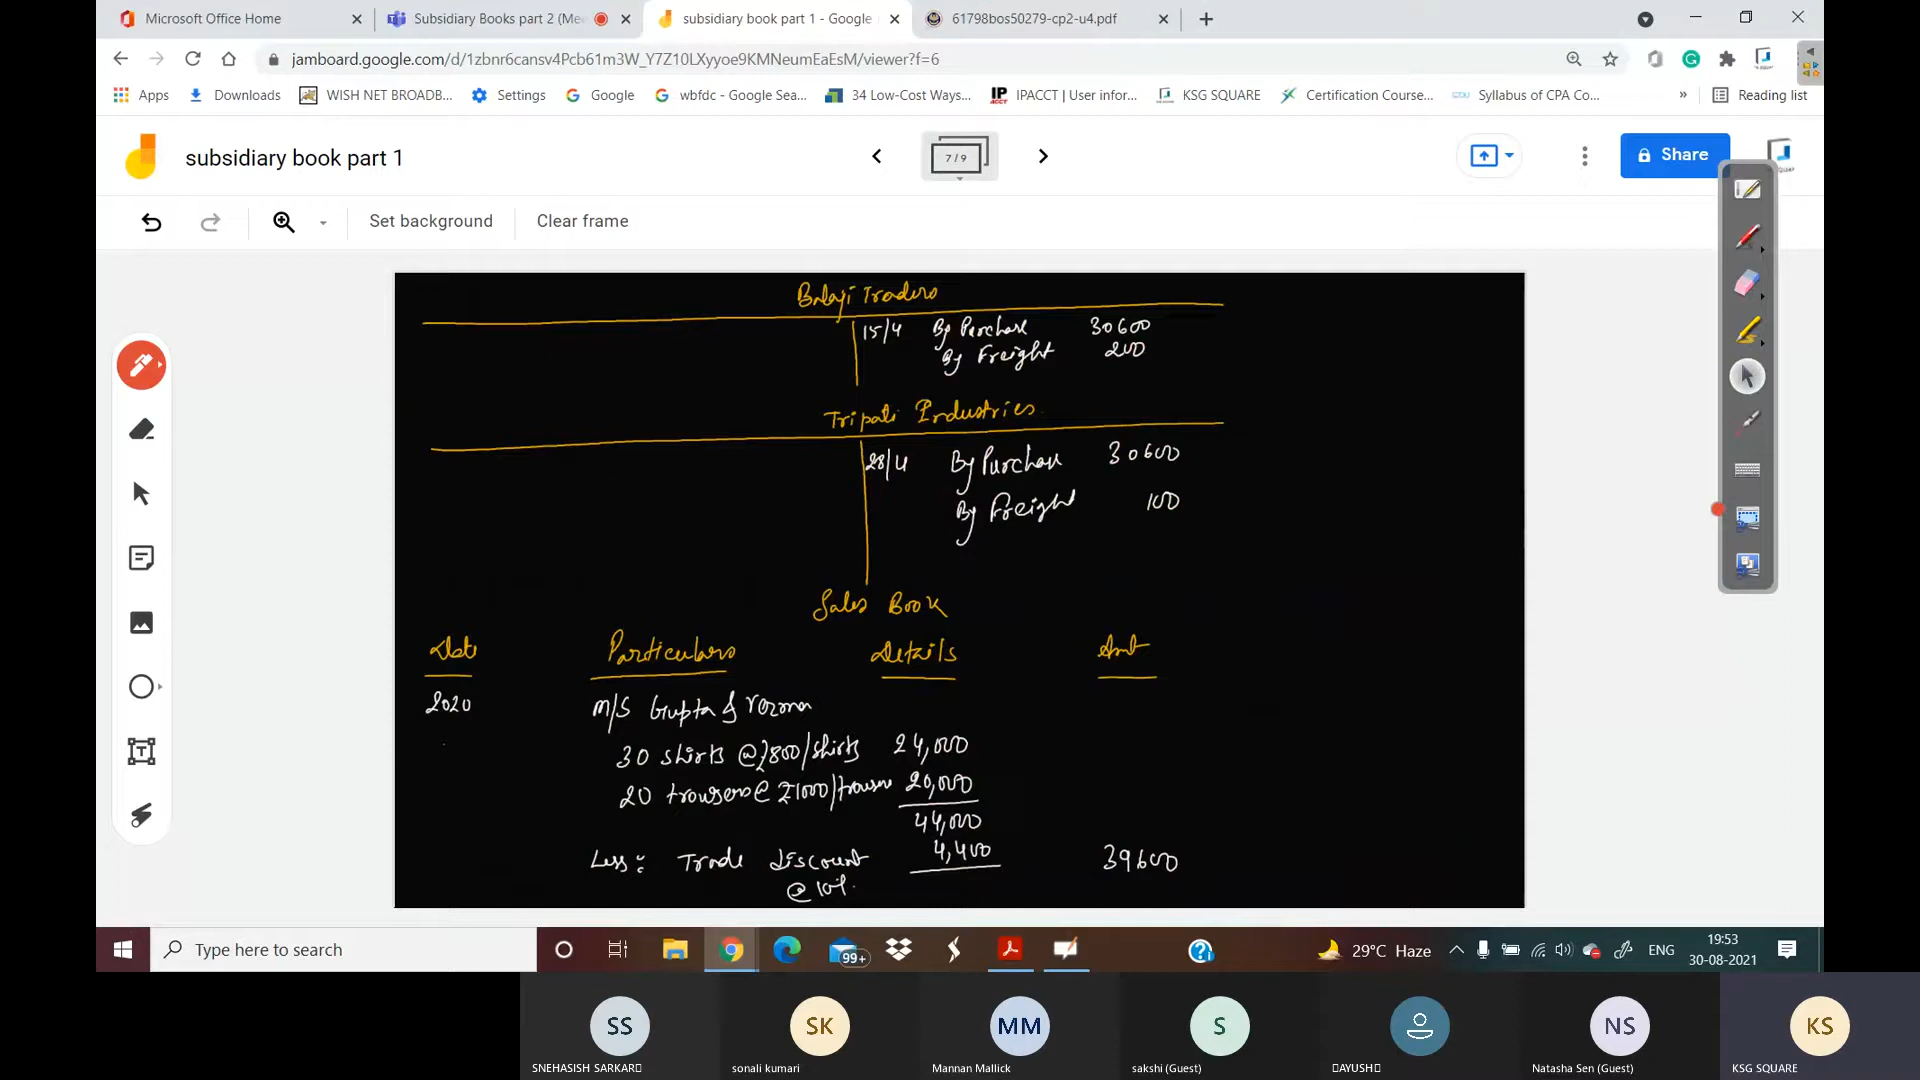 Microsoft Office Home
Subsidiary Books part 2 (Mee
subsidiary book part 1 - Google
61798bos50279-cp2-u4.pdf
jamboard.google.com/d/1zbnr6cansv4Pcb61m3W_Y7Z10LXyyoe9KMNeumEaEsM/viewer?f=6
Apps Downloads WISH NET BROADB... Settings Google wbfdc - Google Sea... 34 Low-Cost Ways... IPACCT | User infor... KSG SQUARE Certification Course... Syllabus of CPA Co... » Reading list
subsidiary book part 1
7 / 9
Share
Set background Clear frame
Balaji Traders
15/4 By Purchase 30600
By Freight 200
Tripati Industries
28/4 By Purchase 30600
By Freight 100
Sales Book
Date Particulars Details Amt
2020 M/S Gupta & Verma
30 shirts @₹800/shirts 24,000
20 trousers@ ₹1000/trouser 20,000
44,000
Less: Trade discount 4,400 39600
@ 10%.
Type here to search
99+
29°C Haze
ENG
19:53
30-08-2021
SS SK MM S NS KS
SNEHASISH SARKAR
sonali kumari
Mannan Mallick
sakshi (Guest)
AYUSH
Natasha Sen (Guest)
KSG SQUARE